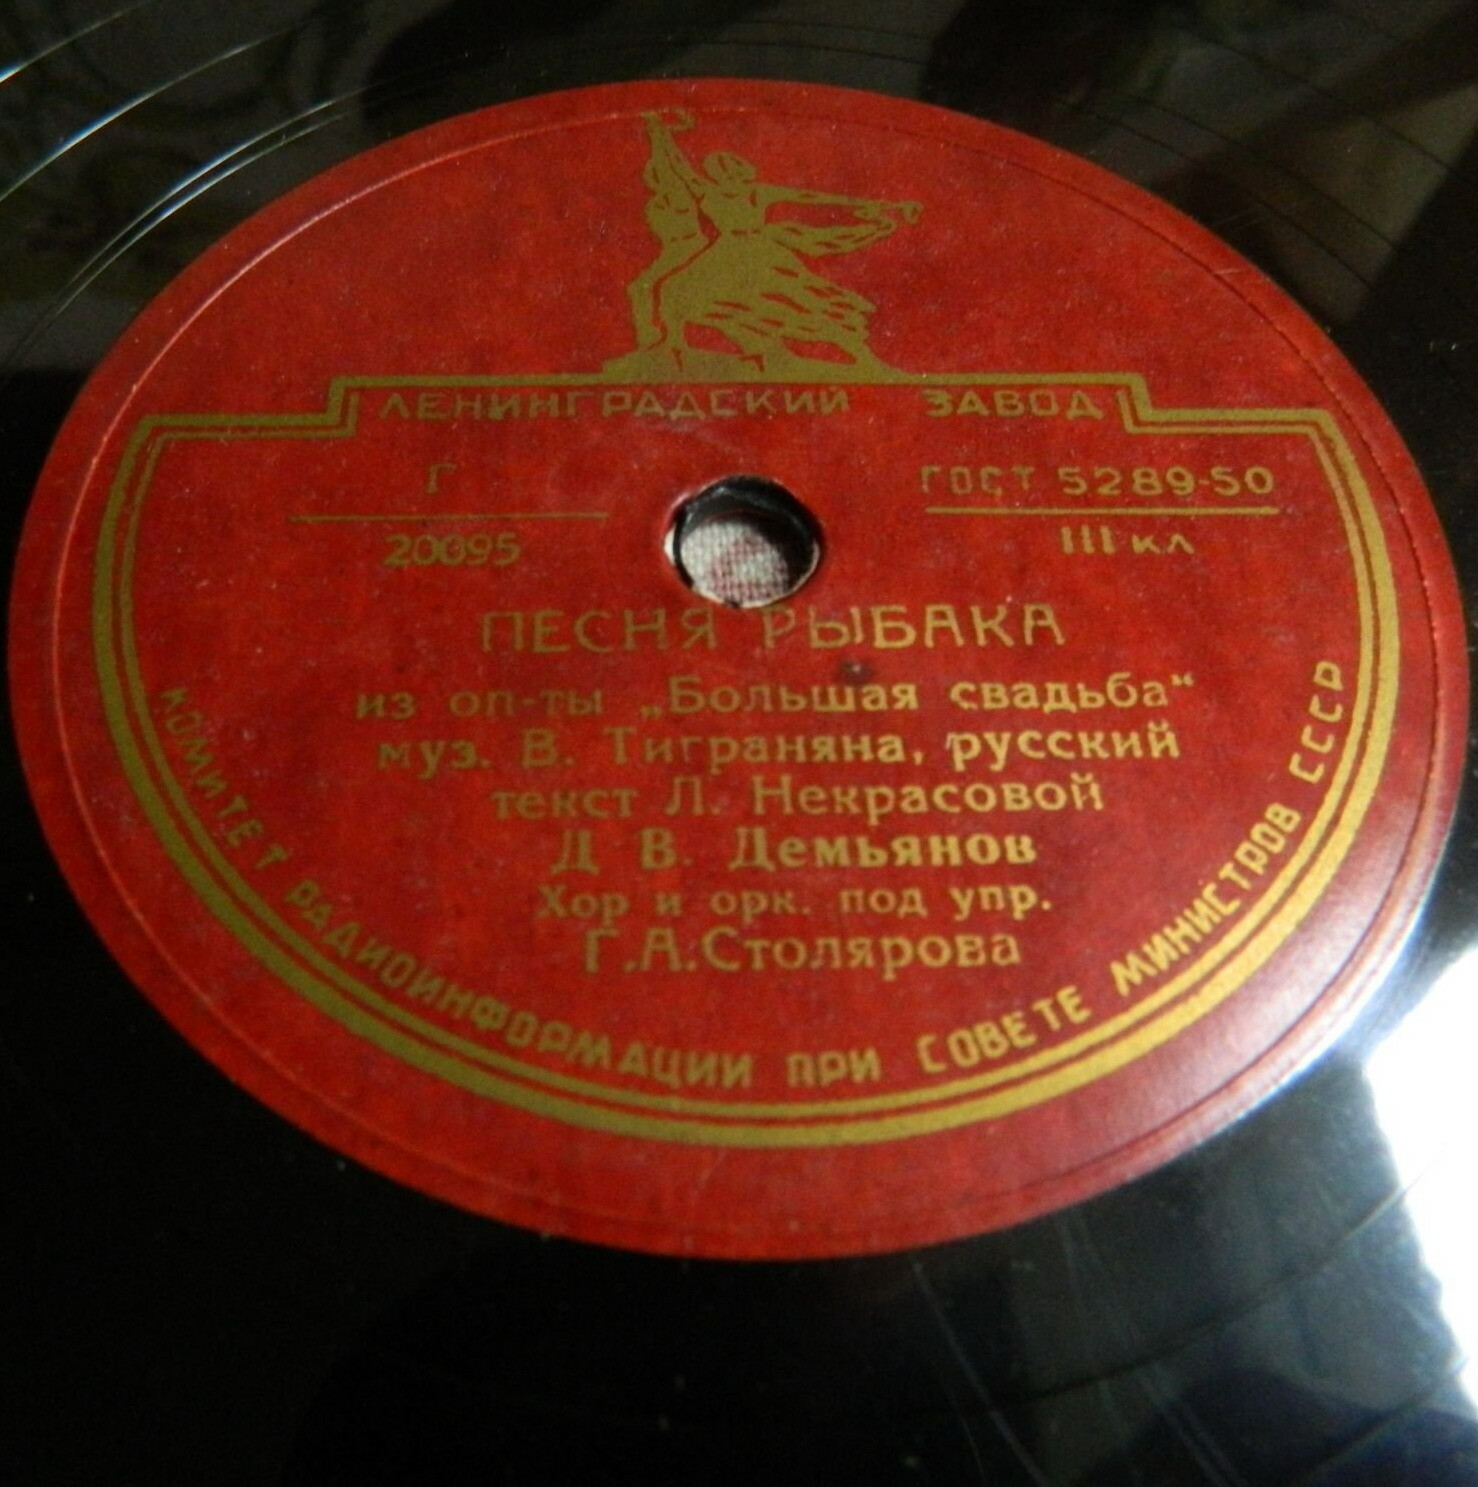 ЛЕНИНГРАДСКИЙ ЗАВОД
Г
20095
ГОСТ 5289-50
III кл
ПЕСНЯ РЫБАКА
из оп-ты „Большая свадьба“
муз. В. Тиграняна, русский
текст Л. Некрасовой
Д В. Демьянов
Хор и орк. под упр.
Г.А.Столярова
КОМИТЕТ РАДИОИНФОРМАЦИИ ПРИ СОВЕТЕ МИНИСТРОВ СССР